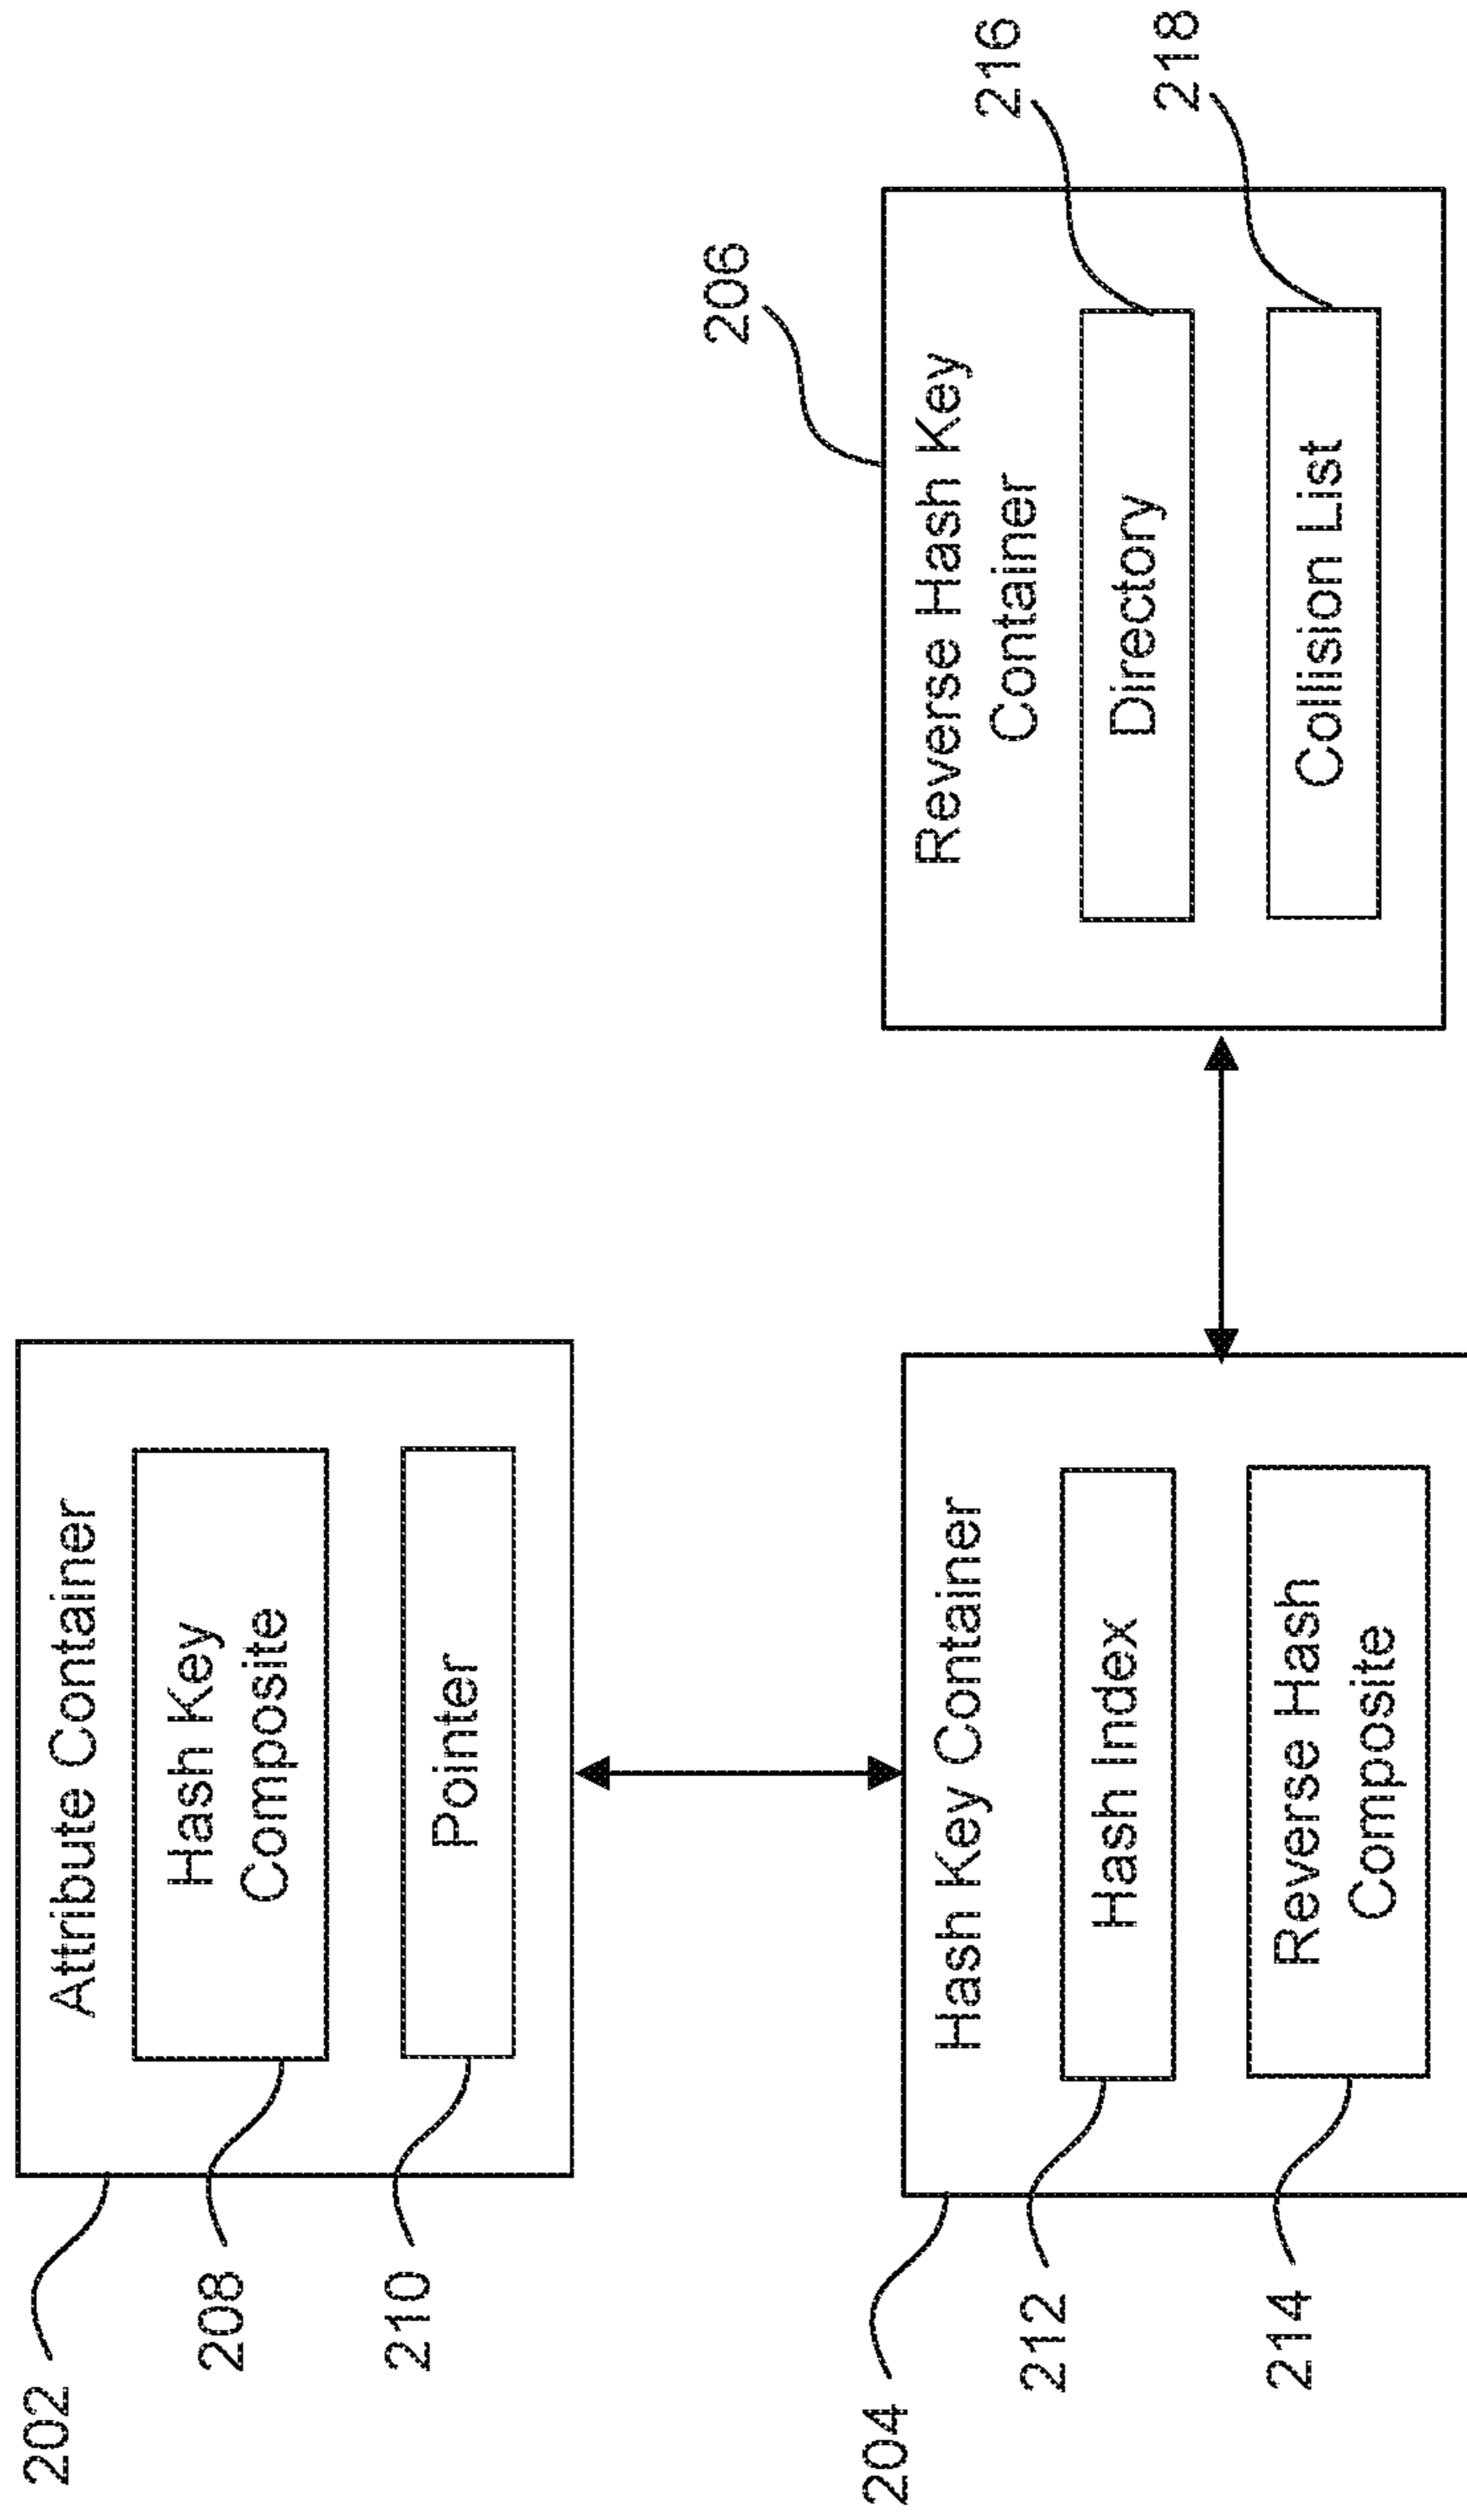 202
Attribute Container
208
Hash Key
Composite
210
Pointer
204
Hash Key Container
212
Hash Index
214
Reverse Hash
Composite
206
Reverse Hash Key
Container
216
Directory
218
Collision List